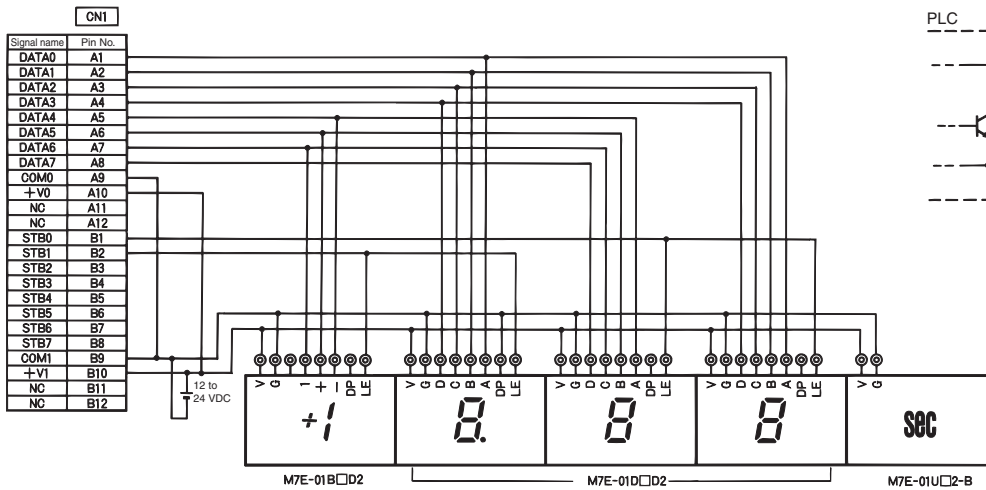 CN1
PLC
Signal name Pin No.
DATA0 A1
DATA1 A2
DATA2 A3
DATA3 A4
DATA4 A5
DATA5 A6
DATA6 A7
DATA7 A8
COM0 A9
+V0 A10
NC A11
NC A12
STB0 B1
STB1 B2
STB2 B3
STB3 B4
STB4 B5
STB5 B6
STB6 B7
STB7 B8
COM1 B9
+V1 B10
NC B11
NC B12
12 to
24 VDC
V G 1 + − DP LE
V G D C B A DP LE
V G D C B A DP LE
V G D C B A DP LE
V G
+1
8.
8
8
sec
M7E-01B□D2
M7E-01D□D2
M7E-01U□2-B